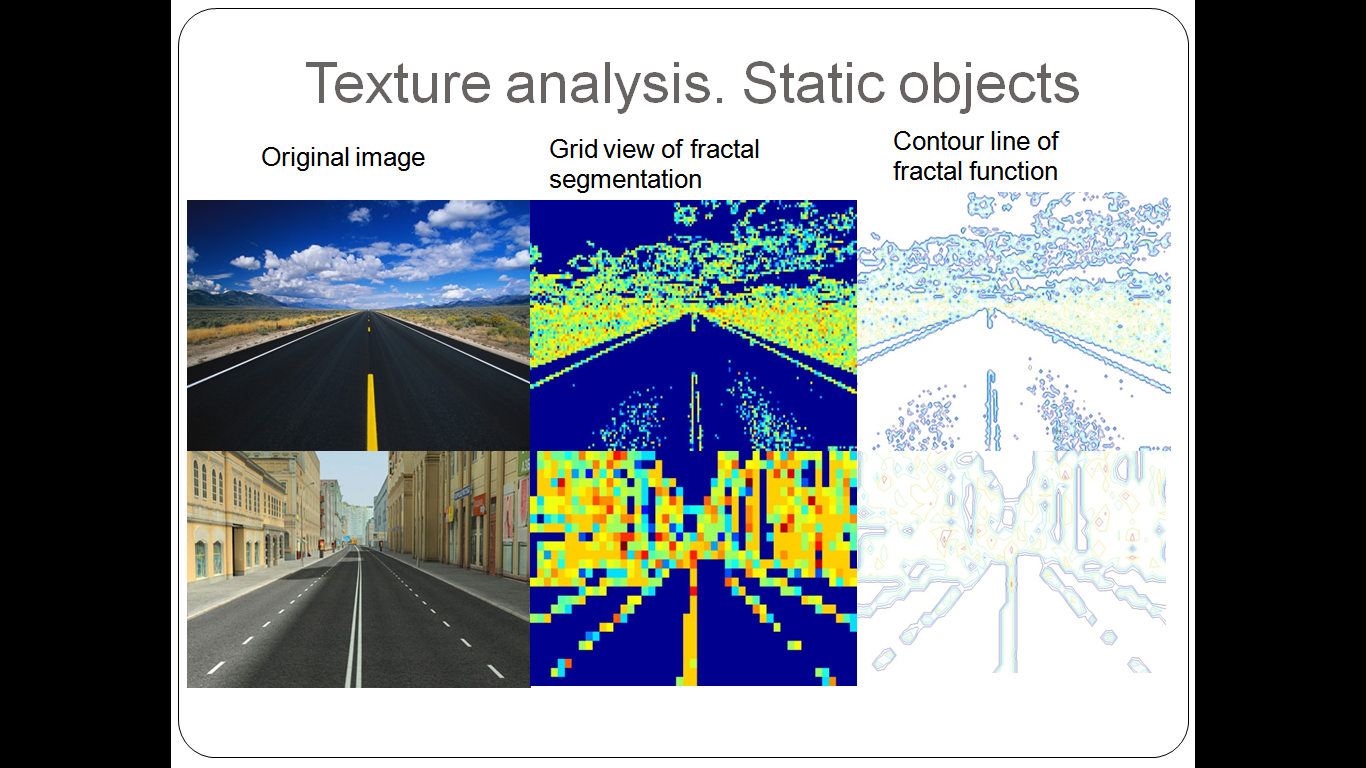 Texture analysis. Static objects
Original image
Grid view of fractal
segmentation
Contour line of
fractal function